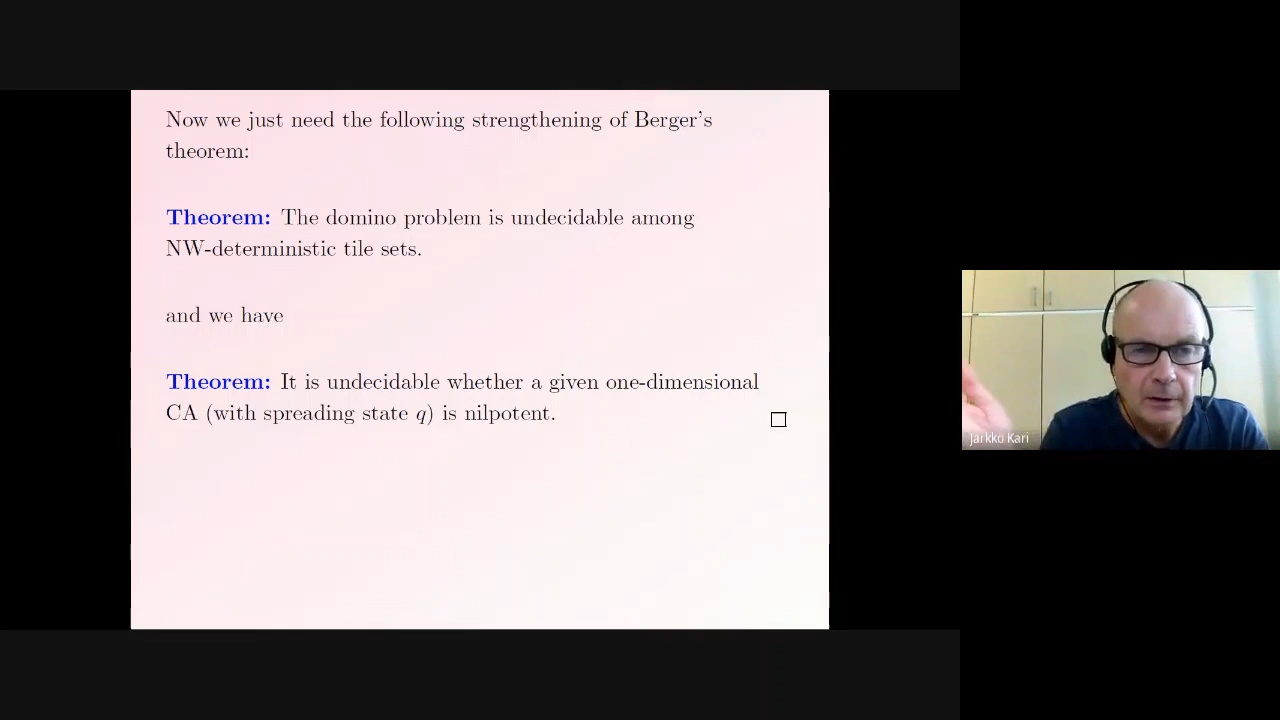 Now we just need the following strengthening of Berger's
theorem:
Theorem: The domino problem is undecidable among
NW-deterministic tile sets.
and we have
Theorem: It is undecidable whether a given one-dimensional
CA (with spreading state q) is nilpotent.
Jarkko Kari